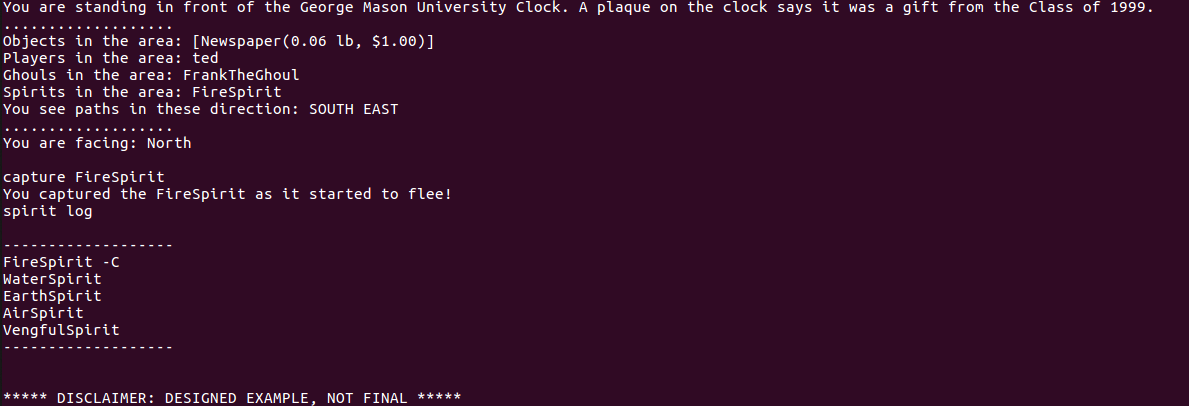 You are standing in front of the George Mason University Clock. A plaque on the clock says it was a gift from the Class of 1999.
...................
Objects in the area: [Newspaper(0.06 lb, $1.00)]
Players in the area: ted
Ghouls in the area: FrankTheGhoul
Spirits in the area: FireSpirit
You see paths in these direction: SOUTH EAST
...................
You are facing: North
capture FireSpirit
You captured the FireSpirit as it started to flee!
spirit log
-------------------
FireSpirit -C
WaterSpirit
EarthSpirit
AirSpirit
VengfulSpirit
-------------------
***** DISCLAIMER: DESIGNED EXAMPLE, NOT FINAL *****